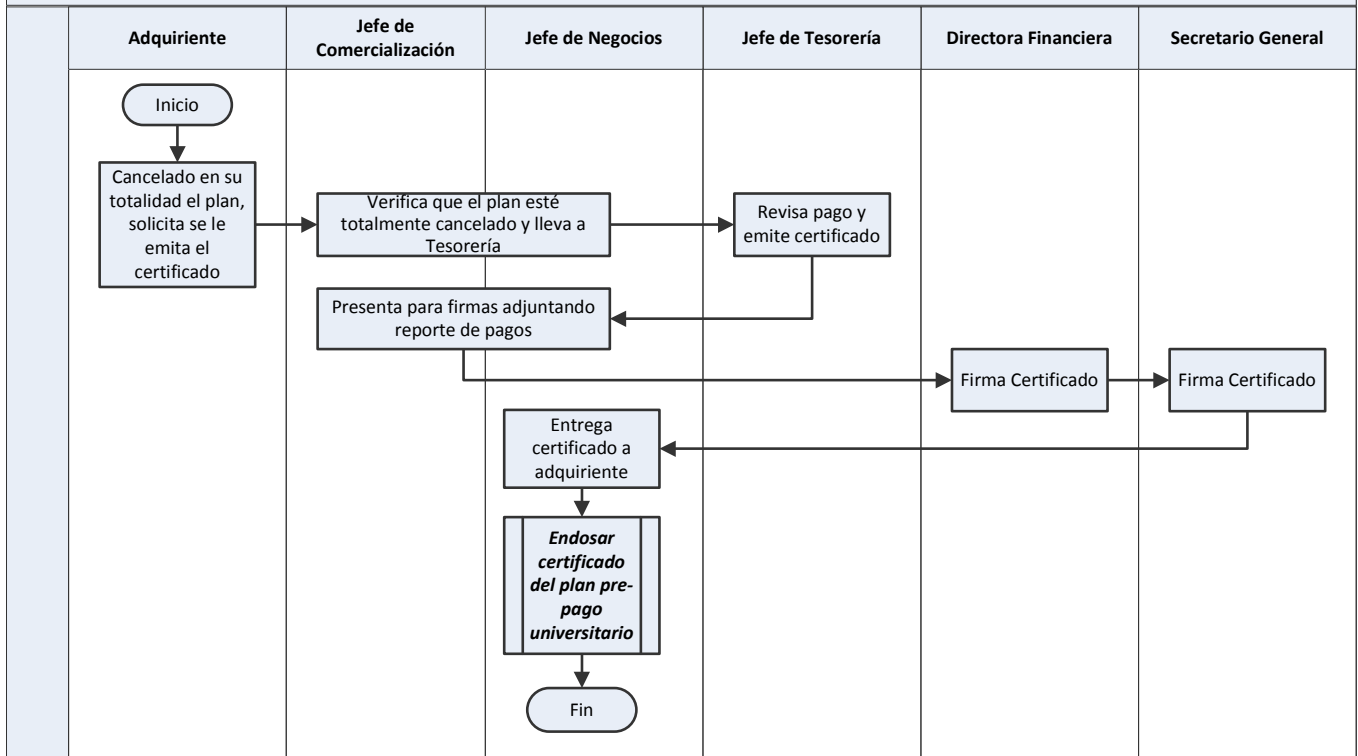 Adquiriente
Jefe de
Comercialización
Jefe de Negocios
Jefe de Tesorería
Directora Financiera
Secretario General
Inicio
Cancelado en su
totalidad el plan,
solicita se le
emita el
certificado
Verifica que el plan esté
totalmente cancelado y lleva a
Tesorería
Revisa pago y
emite certificado
Presenta para firmas adjuntando
reporte de pagos
Firma Certificado
Firma Certificado
Entrega
certificado a
adquiriente
Endosar
certificado
del plan pre-
pago
universitario
Fin